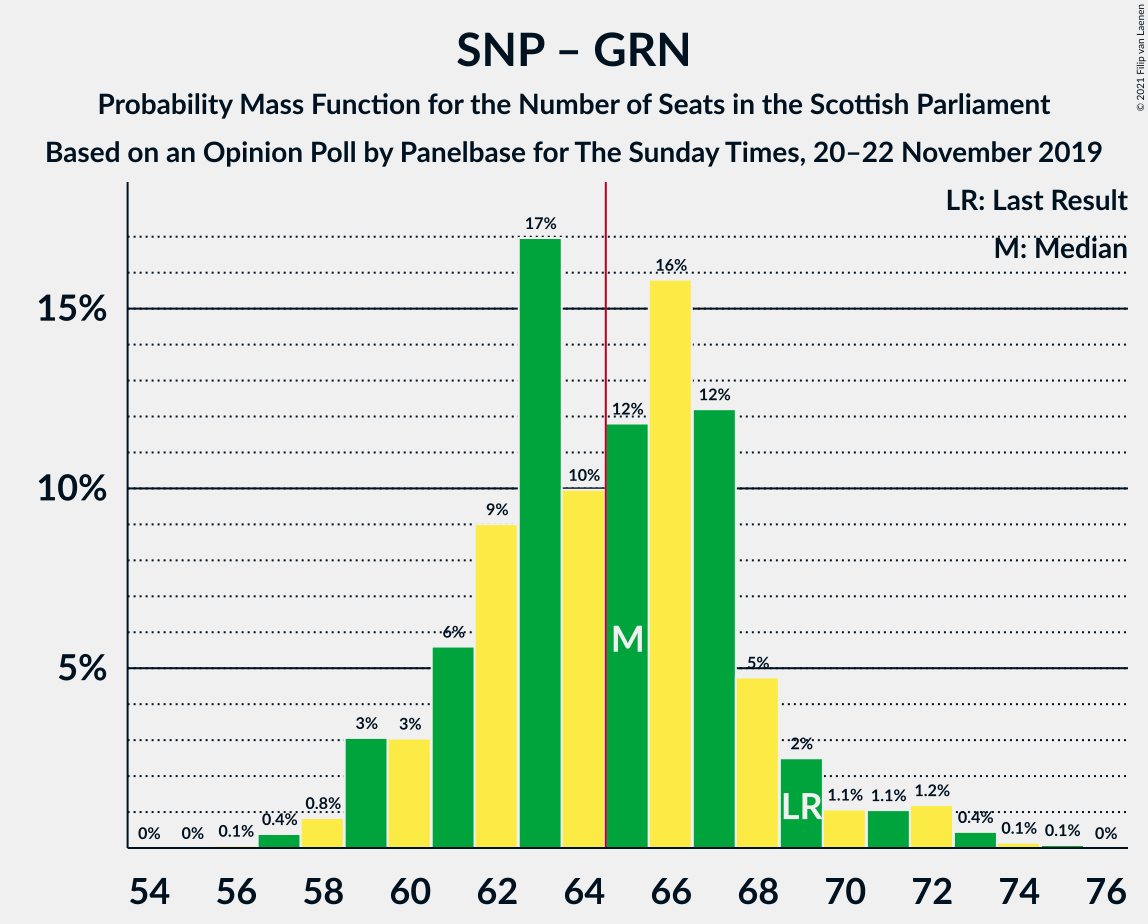 SNP – GRN
Probability Mass Function for the Number of Seats in the Scottish Parliament
Based on an Opinion Poll by Panelbase for The Sunday Times, 20–22 November 2019
© 2021 Filip van Laenen
LR: Last Result
M: Median
15%
10%
5%
0%
0%
0.1%
0.4%
0.8%
3%
3%
6%
9%
17%
10%
12%
16%
12%
5%
2%
1.1%
1.1%
1.2%
0.4%
0.1%
0.1%
0%
M
LR
54 56 58 60 62 64 66 68 70 72 74 76